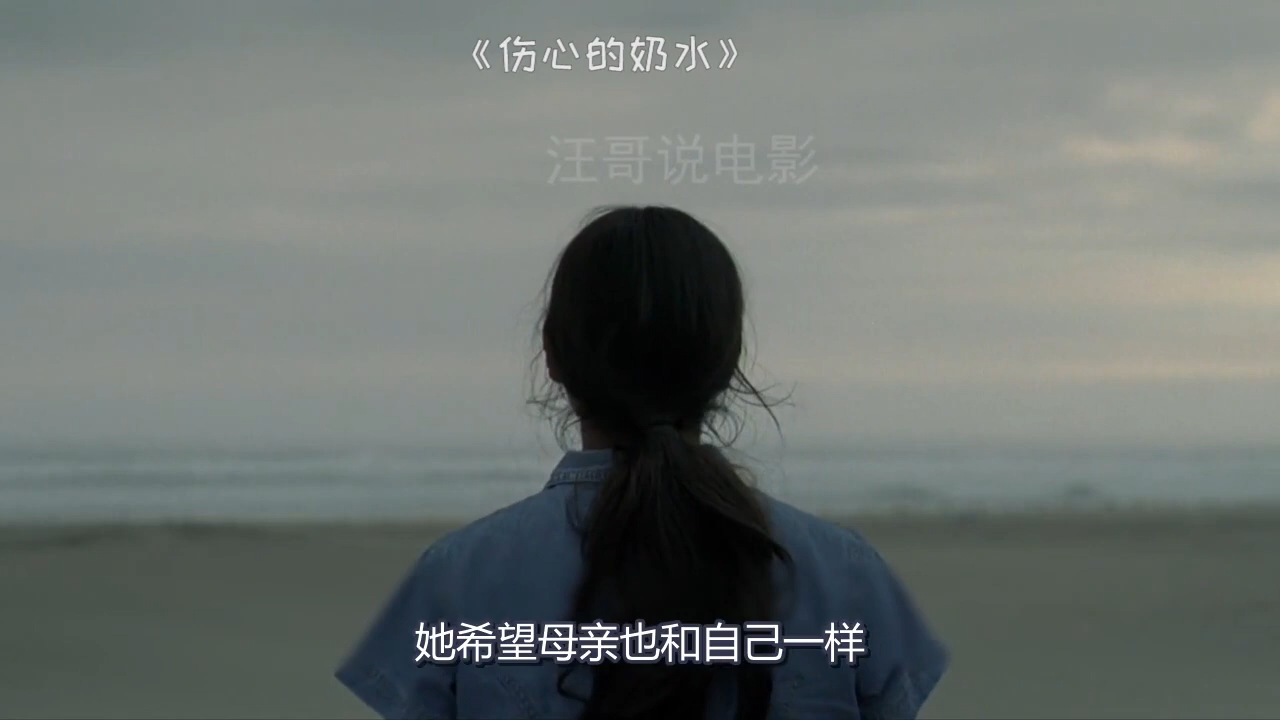 《伤心的奶水》
汪哥说电影
她希望母亲也和自己一样